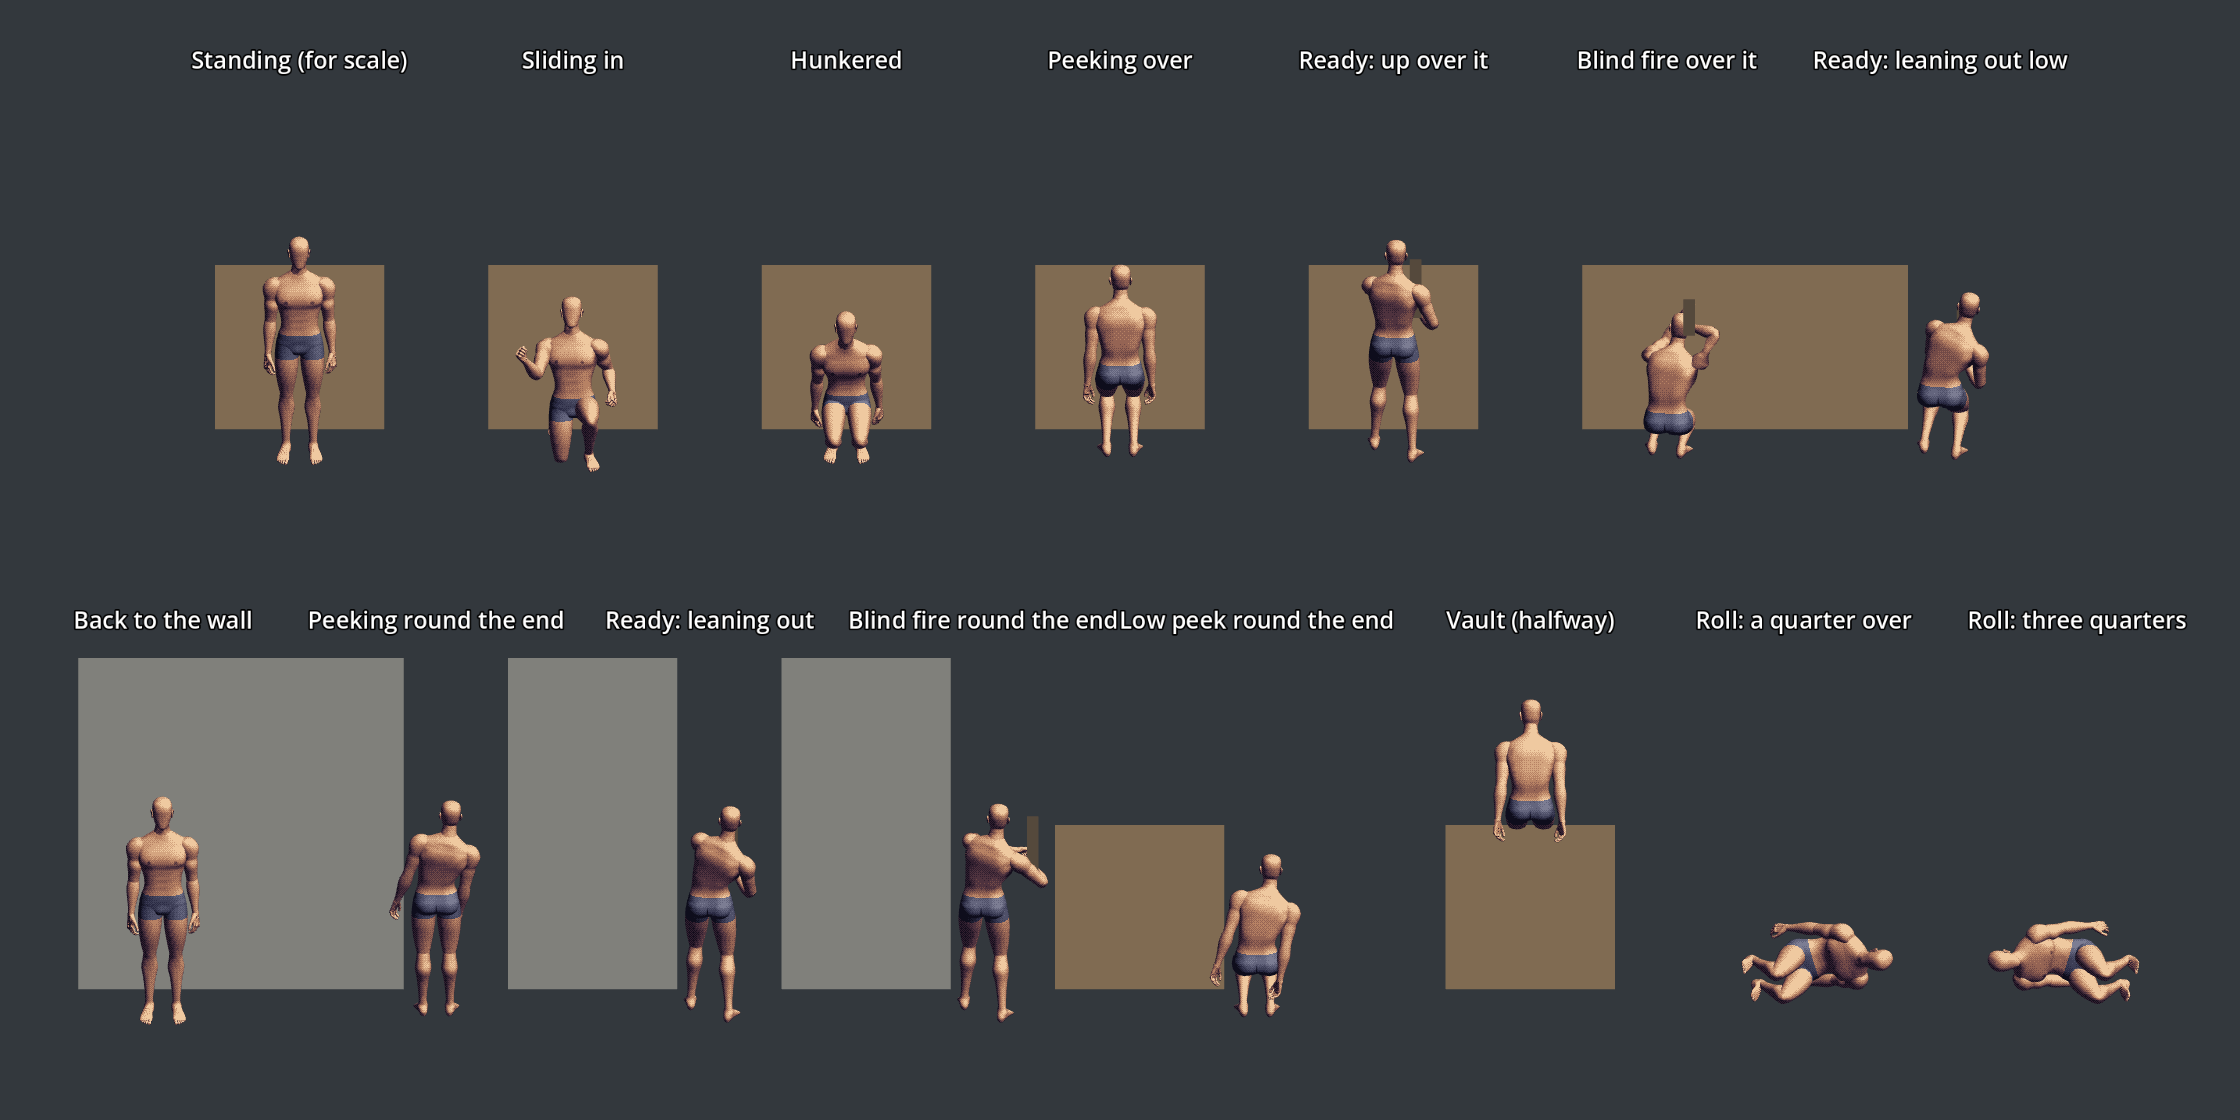 Standing (for scale)
Sliding in
Hunkered
Peeking over
Ready: up over it
Blind fire over it
Ready: leaning out low
Back to the wall
Peeking round the end
Ready: leaning out
Blind fire round the end
Low peek round the end
Vault (halfway)
Roll: a quarter over
Roll: three quarters